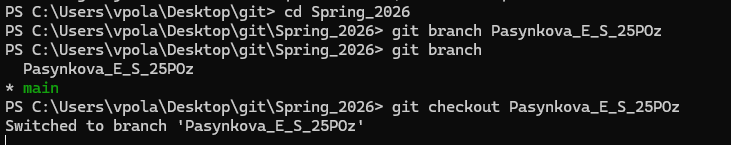 PS C:\Users\vpola\Desktop\git> cd Spring_2026
PS C:\Users\vpola\Desktop\git\Spring_2026> git branch Pasynkova_E_S_25POz
PS C:\Users\vpola\Desktop\git\Spring_2026> git branch
  Pasynkova_E_S_25POz
* main
PS C:\Users\vpola\Desktop\git\Spring_2026> git checkout Pasynkova_E_S_25POz
Switched to branch 'Pasynkova_E_S_25POz'